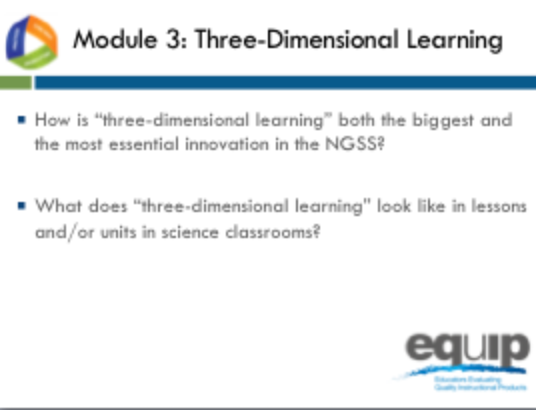 Module 3: Three-Dimensional Learning
▪ How is “three-dimensional learning” both the biggest and
the most essential innovation in the NGSS?
▪ What does “three-dimensional learning” look like in lessons
and/or units in science classrooms?
equip
Educators Evaluating
Quality Instructional Products